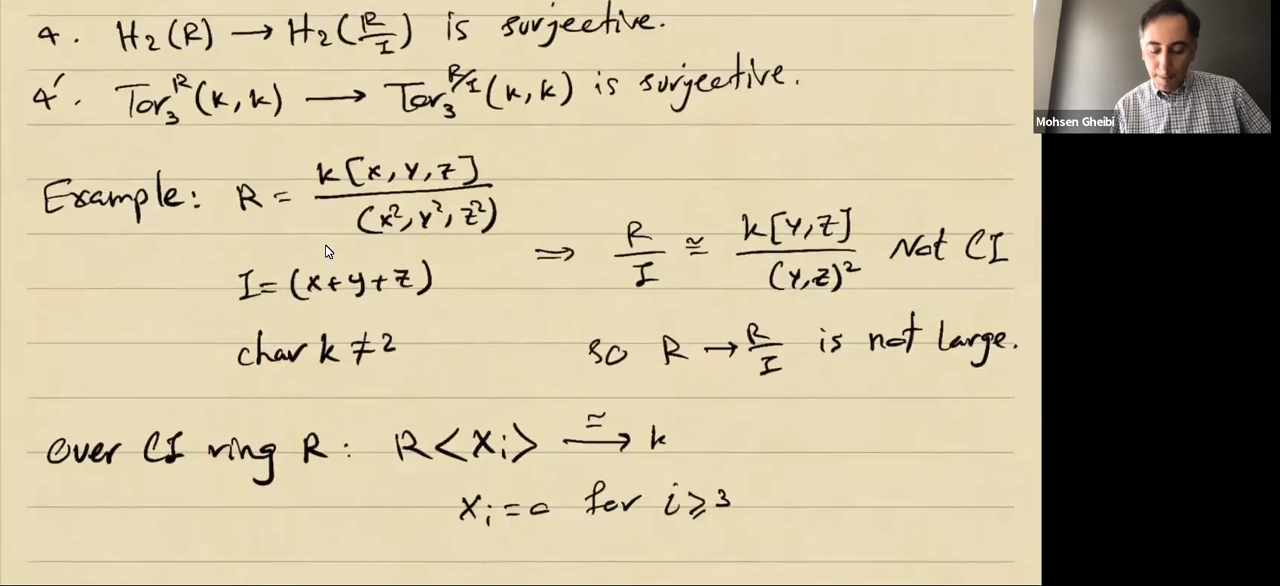 4. H₂(R) → H₂(R/I) is surjective.
4′. Tor₃^R(k,k) → Tor₃^{R/I}(k,k) is surjective.
Mohsen Gheibi
Example: R = k[x,y,z]/(x²,y²,z²)
I=(x+y+z)
char k ≠ 2
⇒ R/I ≅ k[y,z]/(y,z)² Not CI
so R → R/I is not large.
over CI ring R: R<Xᵢ> ≃→ k
Xᵢ = 0 for i ⩾ 3